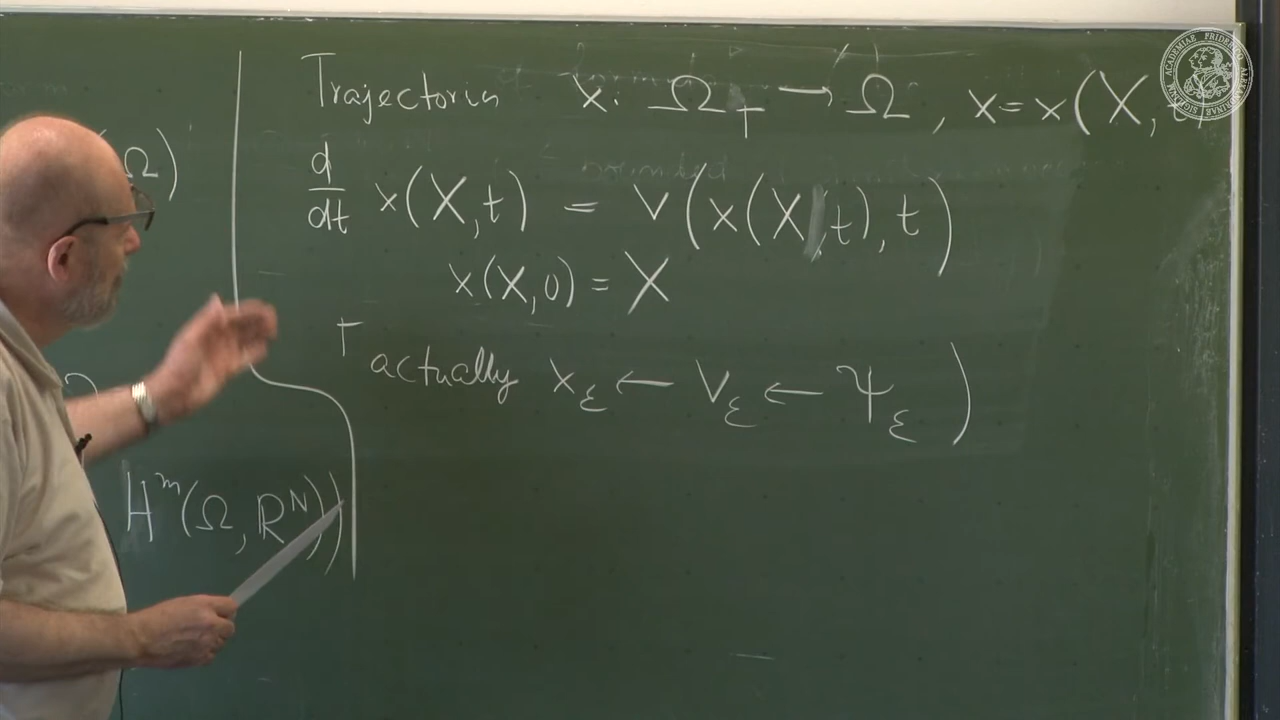 Trajectories x: Ω_T → Ω, x = x(X, t)
Ω)
d/dt x(X,t) = v(x(X,t),t)
x(X,0) = X
actually x_ε ← v_ε ← ψ_ε )
H^m(Ω, R^N))